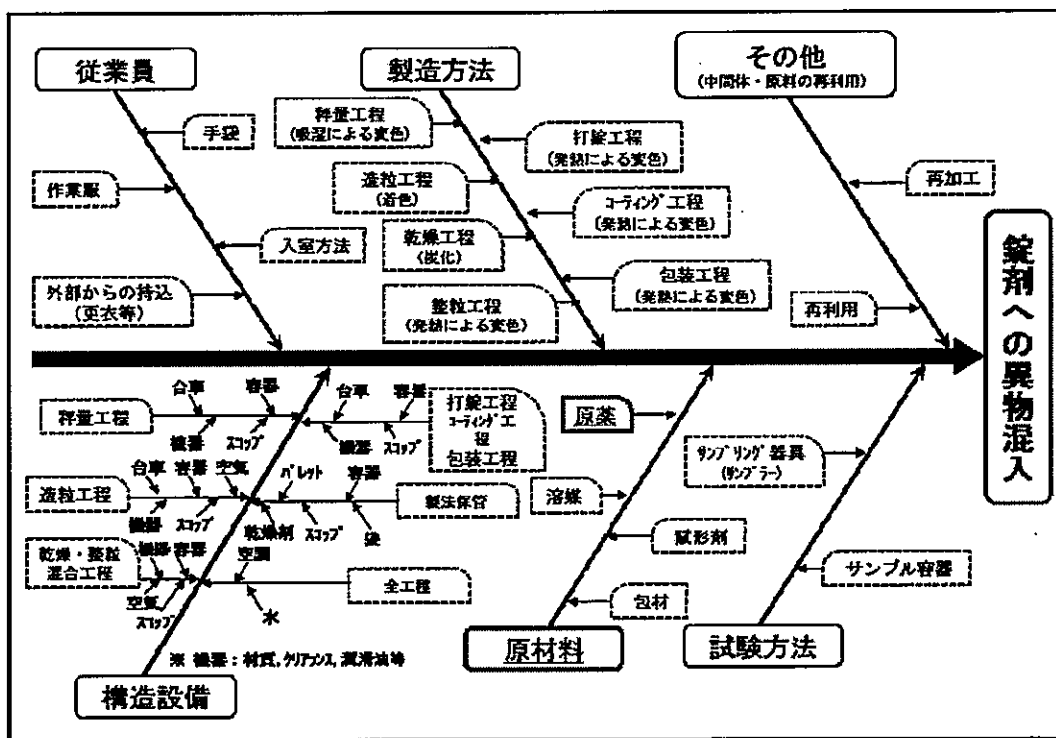 従業員
製造方法
その他
(中間体・原料の再利用)
手袋
作業服
入室方法
外部からの持込
(更衣等)
秤量工程
(吸湿による変色)
打錠工程
(発熱による変色)
造粒工程
(着色)
コーティング工程
(発熱による変色)
乾燥工程
(炭化)
包装工程
(発熱による変色)
整粒工程
(発熱による変色)
再加工
再利用
錠剤への異物混入
台車
容器
秤量工程
機器
スコップ
台車
容器
機器
スコップ
打錠工程
コーティング工
程
包装工程
台車
容器
空気
造粒工程
機器
スコップ
パレット
容器
乾燥剤
スコップ
袋
製法保管
乾燥・整粒
混合工程
機器
容器
空気
スコップ
空調
水
全工程
※ 機器：材質，クリアランス，潤滑油等
構造設備
原薬
溶媒
賦形剤
包材
原材料
サンプリング器具
(サンプラー)
サンプル容器
試験方法